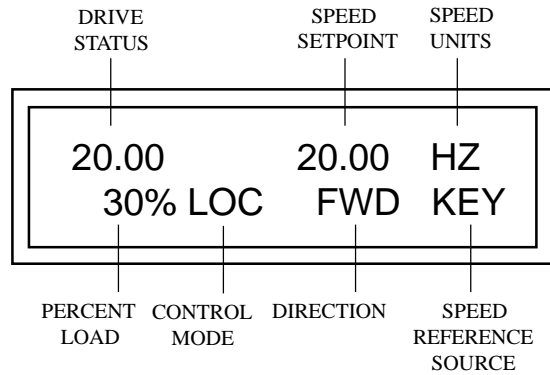 DRIVE SPEED SPEED
STATUS SETPOINT UNITS
20.00 20.00 HZ
30% LOC FWD KEY
PERCENT CONTROL DIRECTION SPEED
LOAD MODE REFERENCE
SOURCE